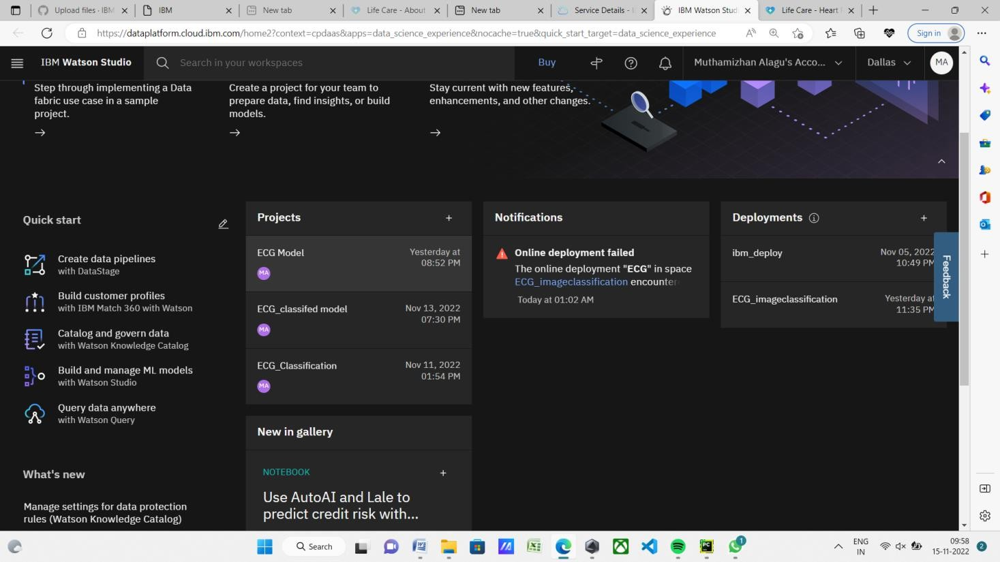 Upload files · IBM
IBM
New tab
Life Care - About
New tab
Service Details - I
IBM Watson Studi
Life Care - Heart
https://dataplatform.cloud.ibm.com/home2?context=cpdaas&apps=data_science_experience&nocache=true&quick_start_target=data_science_experience
Sign in
IBM Watson Studio
Search in your workspaces
Buy
Muthamizhan Alagu's Acco...
Dallas
MA
Step through implementing a Data
fabric use case in a sample
project.
Create a project for your team to
prepare data, find insights, or build
models.
Stay current with new features,
enhancements, and other changes.
Quick start
Create data pipelines
with DataStage
Build customer profiles
with IBM Match 360 with Watson
Catalog and govern data
with Watson Knowledge Catalog
Build and manage ML models
with Watson Studio
Query data anywhere
with Watson Query
What's new
Manage settings for data protection
rules (Watson Knowledge Catalog)
Projects
ECG Model
Yesterday at
08:52 PM
MA
ECG_classifed model
Nov 13, 2022
07:30 PM
MA
ECG_Classification
Nov 11, 2022
01:54 PM
MA
New in gallery
NOTEBOOK
Use AutoAI and Lale to
predict credit risk with...
Notifications
Online deployment failed
The online deployment "ECG" in space
ECG_imageclassification encounter
Today at 01:02 AM
Deployments
ibm_deploy
Nov 05, 2022
10:49 PM
ECG_imageclassification
Yesterday at
11:35 PM
Feedback
Search
PC
1
ENG
IN
09:58
15-11-2022
2